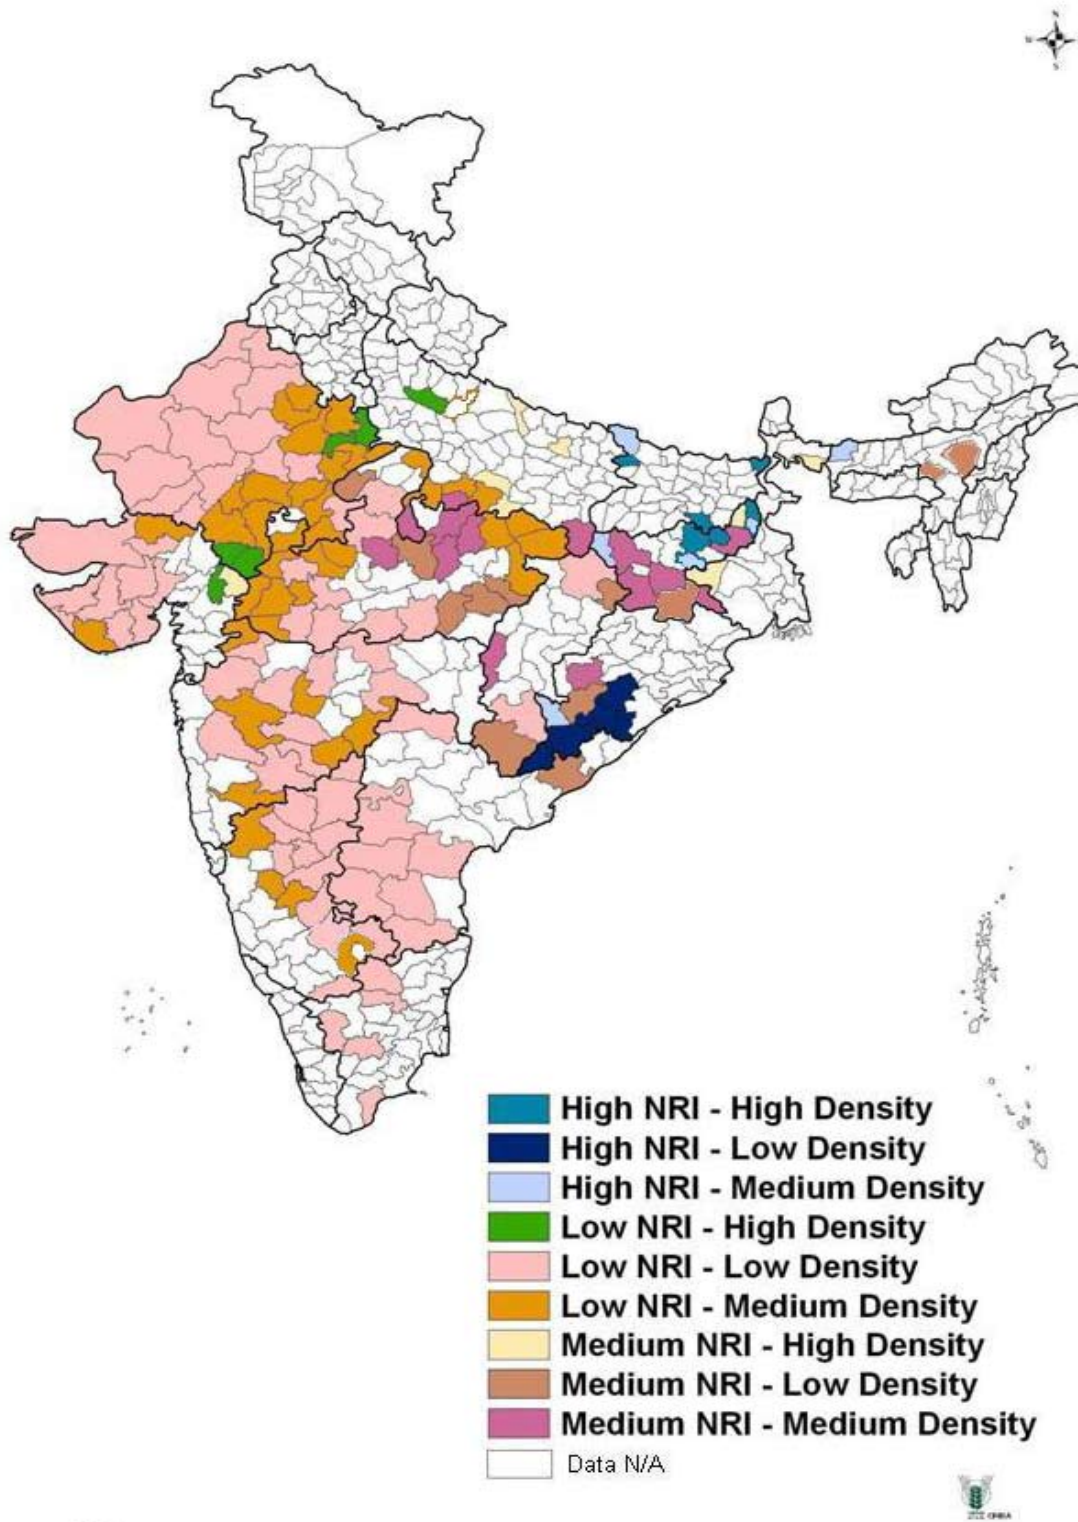 N
W
S
High NRI - High Density
High NRI - Low Density
High NRI - Medium Density
Low NRI - High Density
Low NRI - Low Density
Low NRI - Medium Density
Medium NRI - High Density
Medium NRI - Low Density
Medium NRI - Medium Density
Data N/A